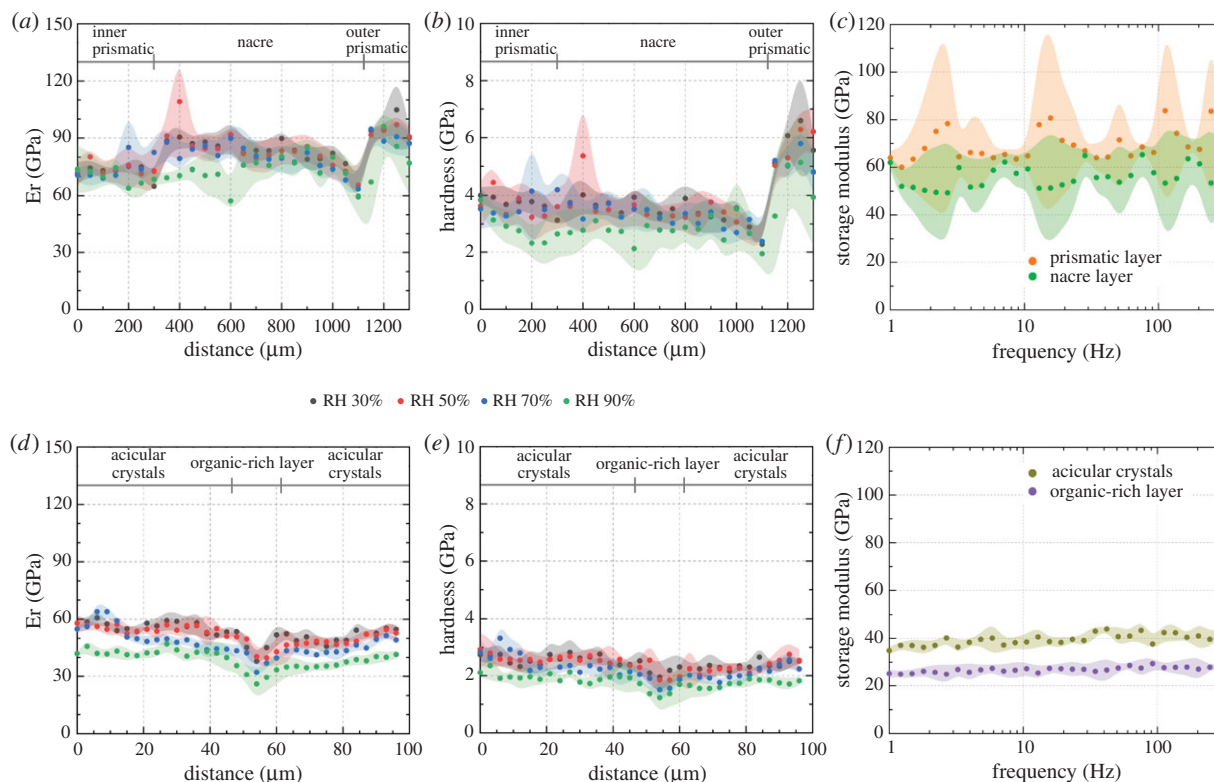 (a)
150
120
90
60
30
0
Er (GPa)
inner
prismatic
nacre
outer
prismatic
0 200 400 600 800 1000 1200
distance (μm)
(b)
10
8
6
4
2
0
hardness (GPa)
inner
prismatic
nacre
outer
prismatic
0 200 400 600 800 1000 1200
distance (μm)
(c)
120
100
80
60
40
20
0
storage modulus (GPa)
prismatic layer
nacre layer
1 10 100
frequency (Hz)
RH 30% RH 50% RH 70% RH 90%
(d)
150
120
90
60
30
0
Er (GPa)
acicular
crystals
organic-rich layer
acicular
crystals
0 20 40 60 80 100
distance (μm)
(e)
10
8
6
4
2
0
hardness (GPa)
acicular
crystals
organic-rich layer
acicular
crystals
0 20 40 60 80 100
distance (μm)
(f)
120
100
80
60
40
20
0
storage modulus (GPa)
acicular crystals
organic-rich layer
1 10 100
frequency (Hz)